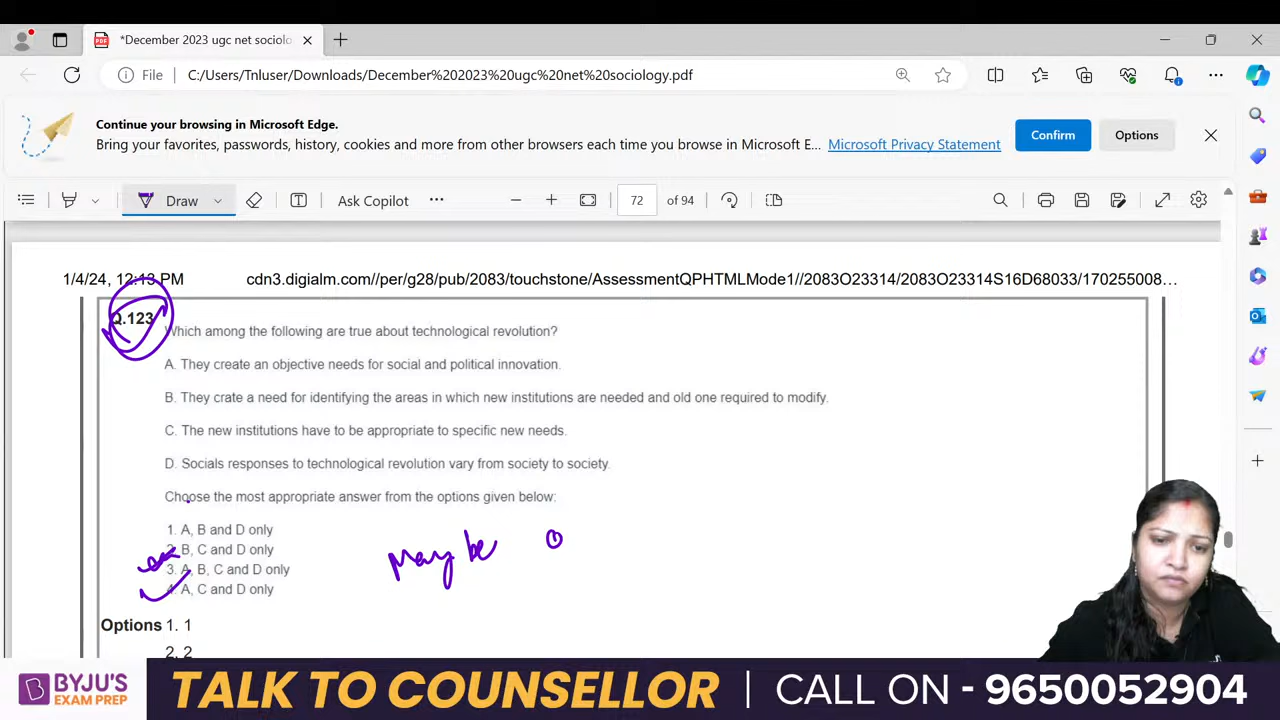 *December 2023 ugc net sociolo
File C:/Users/Tnluser/Downloads/December%202023%20ugc%20net%20sociology.pdf
Continue your browsing in Microsoft Edge.
Bring your favorites, passwords, history, cookies and more from other browsers each time you browse in Microsoft E... Microsoft Privacy Statement
Confirm
Options
Draw
Ask Copilot
72 of 94
1/4/24, 12:13 PM cdn3.digialm.com//per/g28/pub/2083/touchstone/AssessmentQPHTMLMode1//2083O23314/2083O23314S16D68033/170255008…
Q.123 Which among the following are true about technological revolution?
A. They create an objective needs for social and political innovation.
B. They crate a need for identifying the areas in which new institutions are needed and old one required to modify.
C. The new institutions have to be appropriate to specific new needs.
D. Socials responses to technological revolution vary from society to society.
Choose the most appropriate answer from the options given below:
1. A, B and D only
2. B, C and D only
3. A, B, C and D only
4. A, C and D only
May be
Options 1. 1
2. 2
BYJU'S EXAM PREP
TALK TO COUNSELLOR | CALL ON - 9650052904